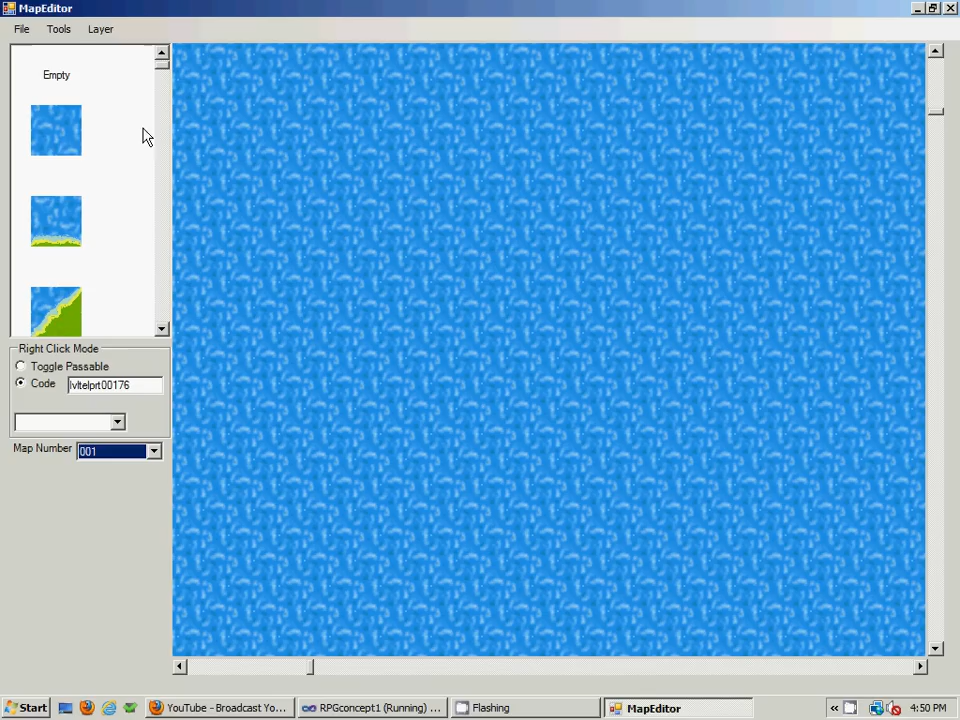 MapEditor
File Tools Layer
Empty
Right Click Mode
Toggle Passable
Code lvltelprt00176
Map Number 001
Start YouTube - Broadcast Yo... RPGconcept1 (Running) ... Flashing MapEditor « 4:50 PM